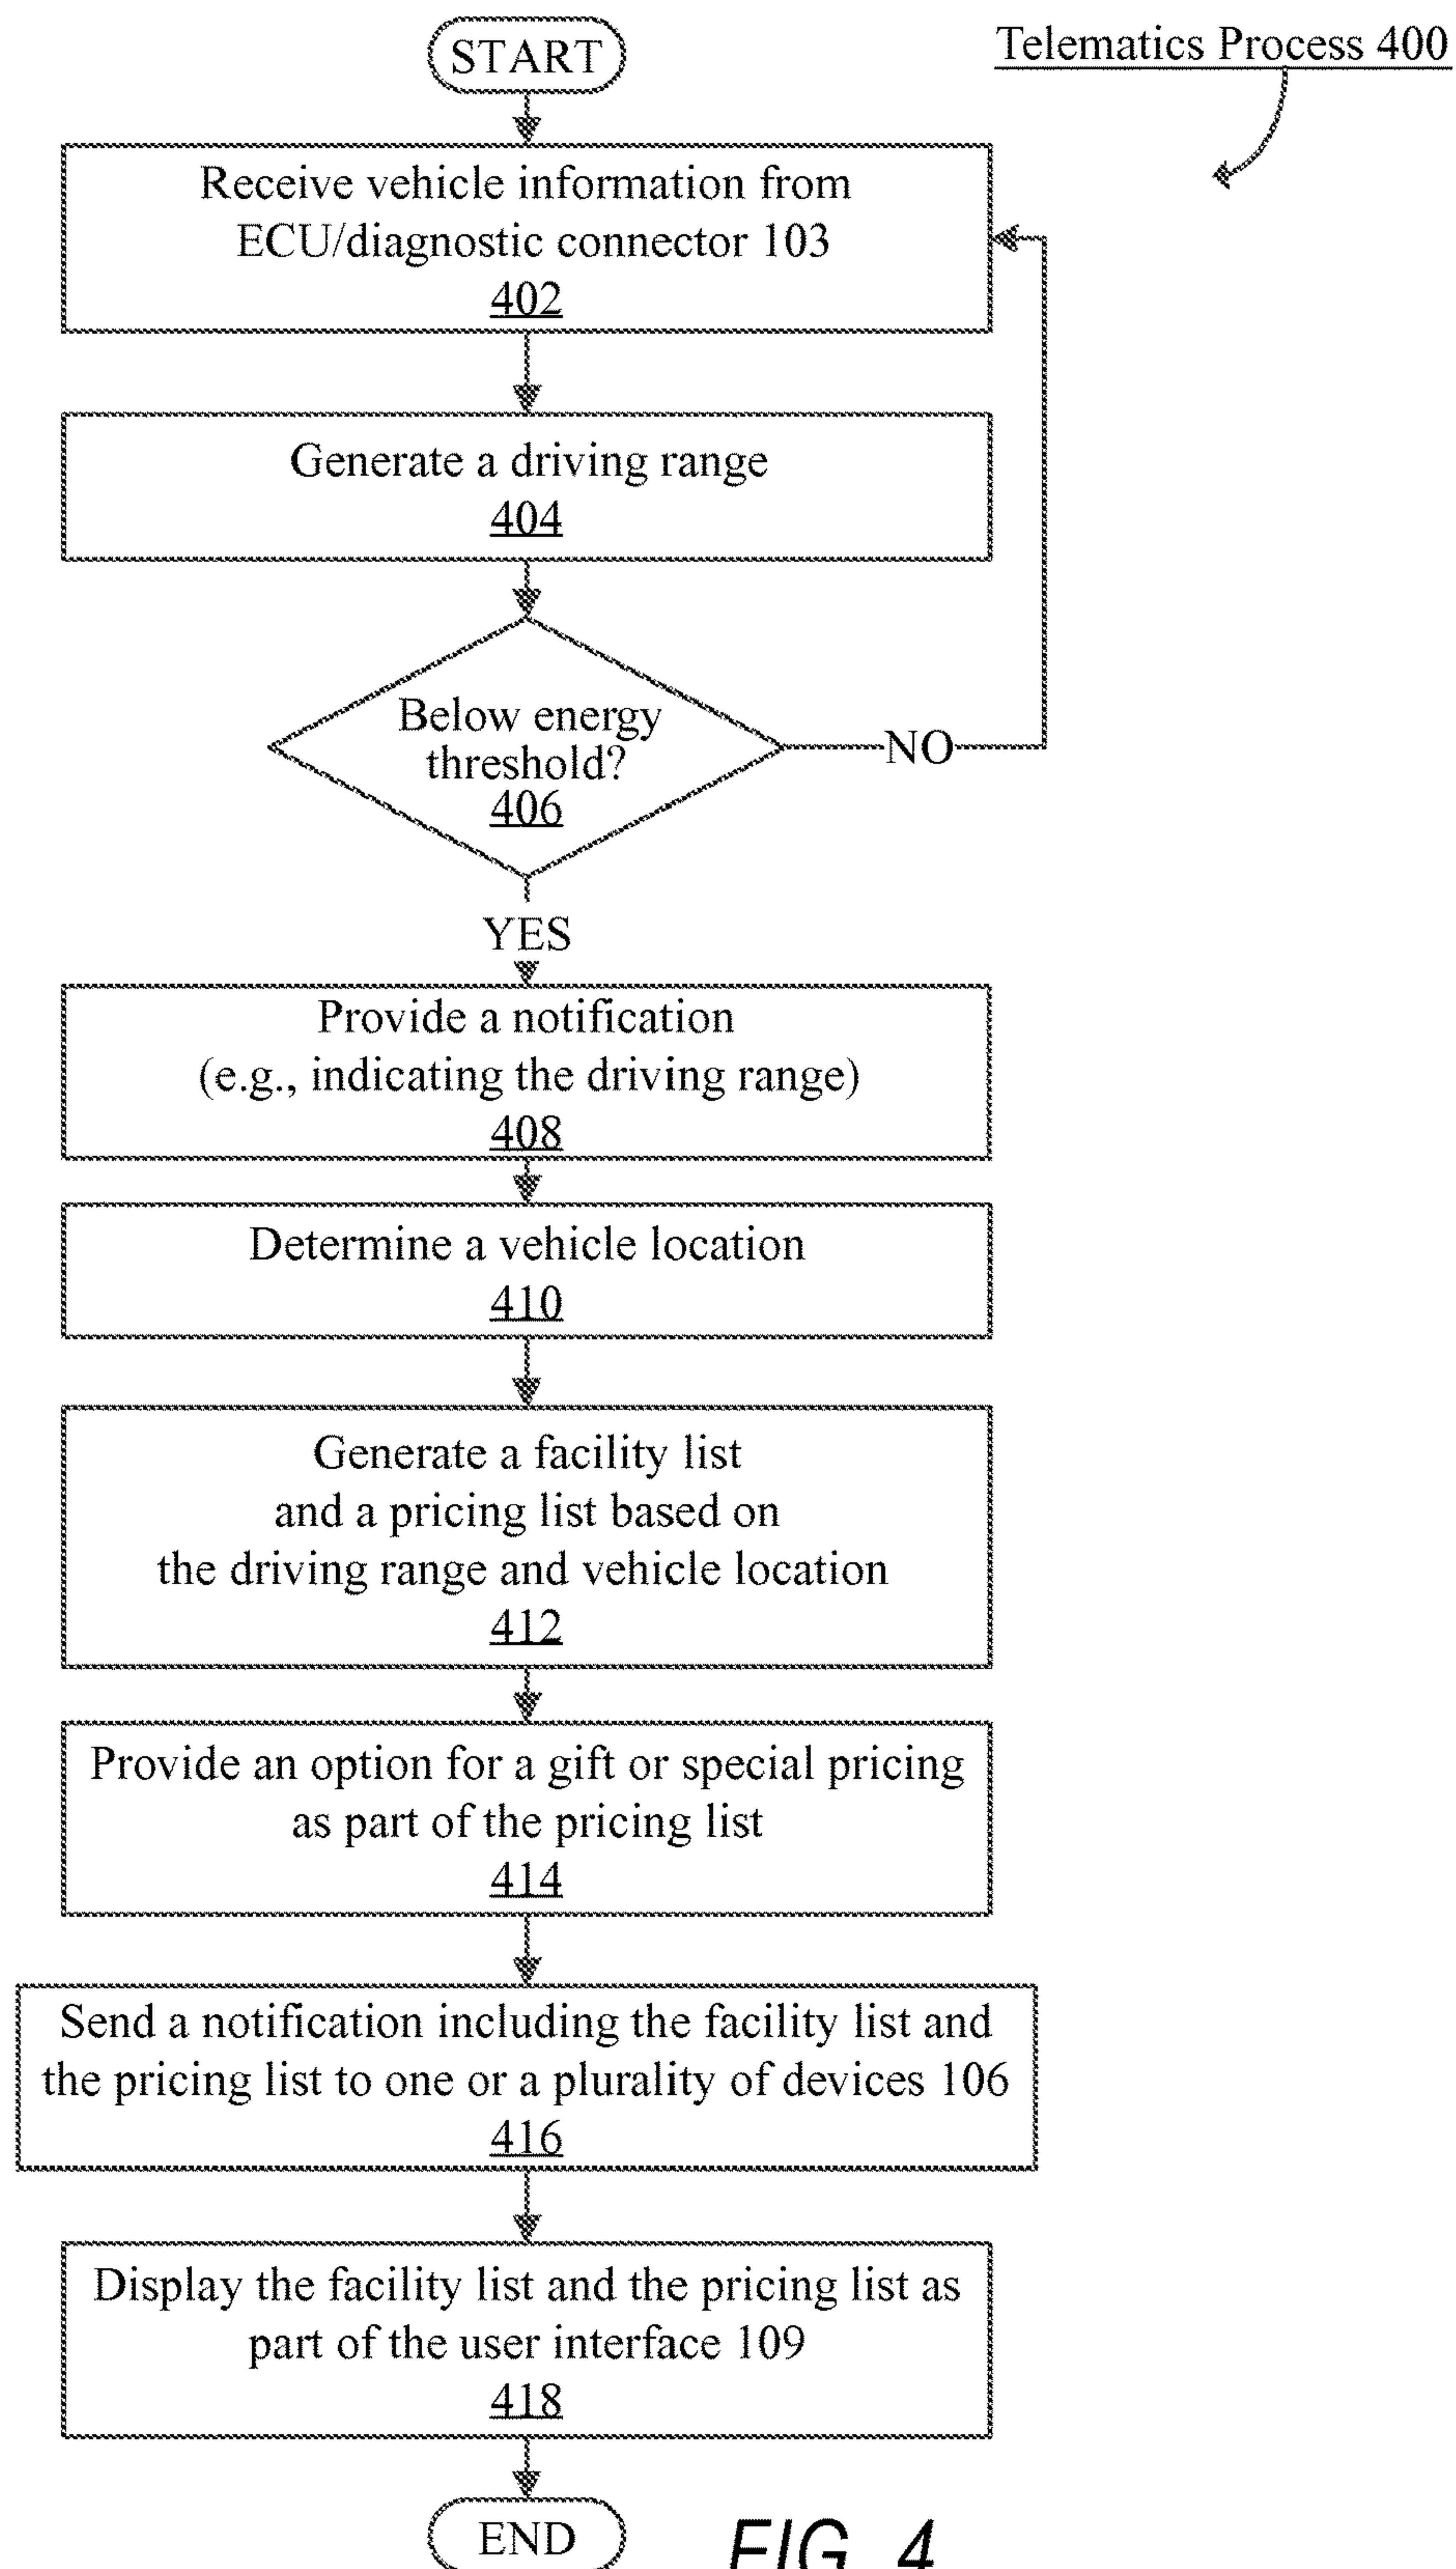 START
Telematics Process 400
Receive vehicle information from
ECU/diagnostic connector 103
402
Generate a driving range
404
Below energy
threshold?
406
NO
YES
Provide a notification
(e.g., indicating the driving range)
408
Determine a vehicle location
410
Generate a facility list
and a pricing list based on
the driving range and vehicle location
412
Provide an option for a gift or special pricing
as part of the pricing list
414
Send a notification including the facility list and
the pricing list to one or a plurality of devices 106
416
Display the facility list and the pricing list as
part of the user interface 109
418
END
FIG. 4